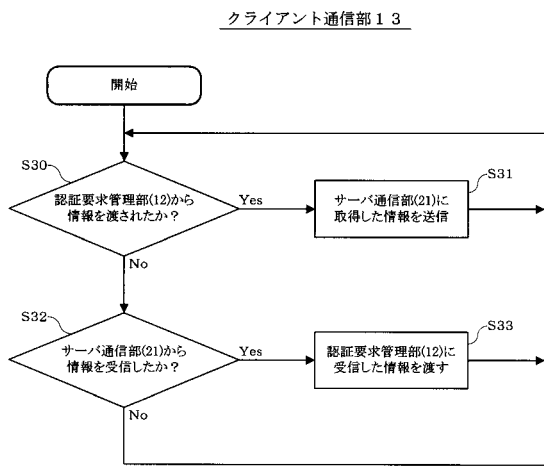 クライアント通信部13
開始
S30
認証要求管理部(12)から
情報を渡されたか?
Yes
S31
サーバ通信部(21)に
取得した情報を送信
No
S32
サーバ通信部(21)から
情報を受信したか?
Yes
S33
認証要求管理部(12)に
受信した情報を渡す
No